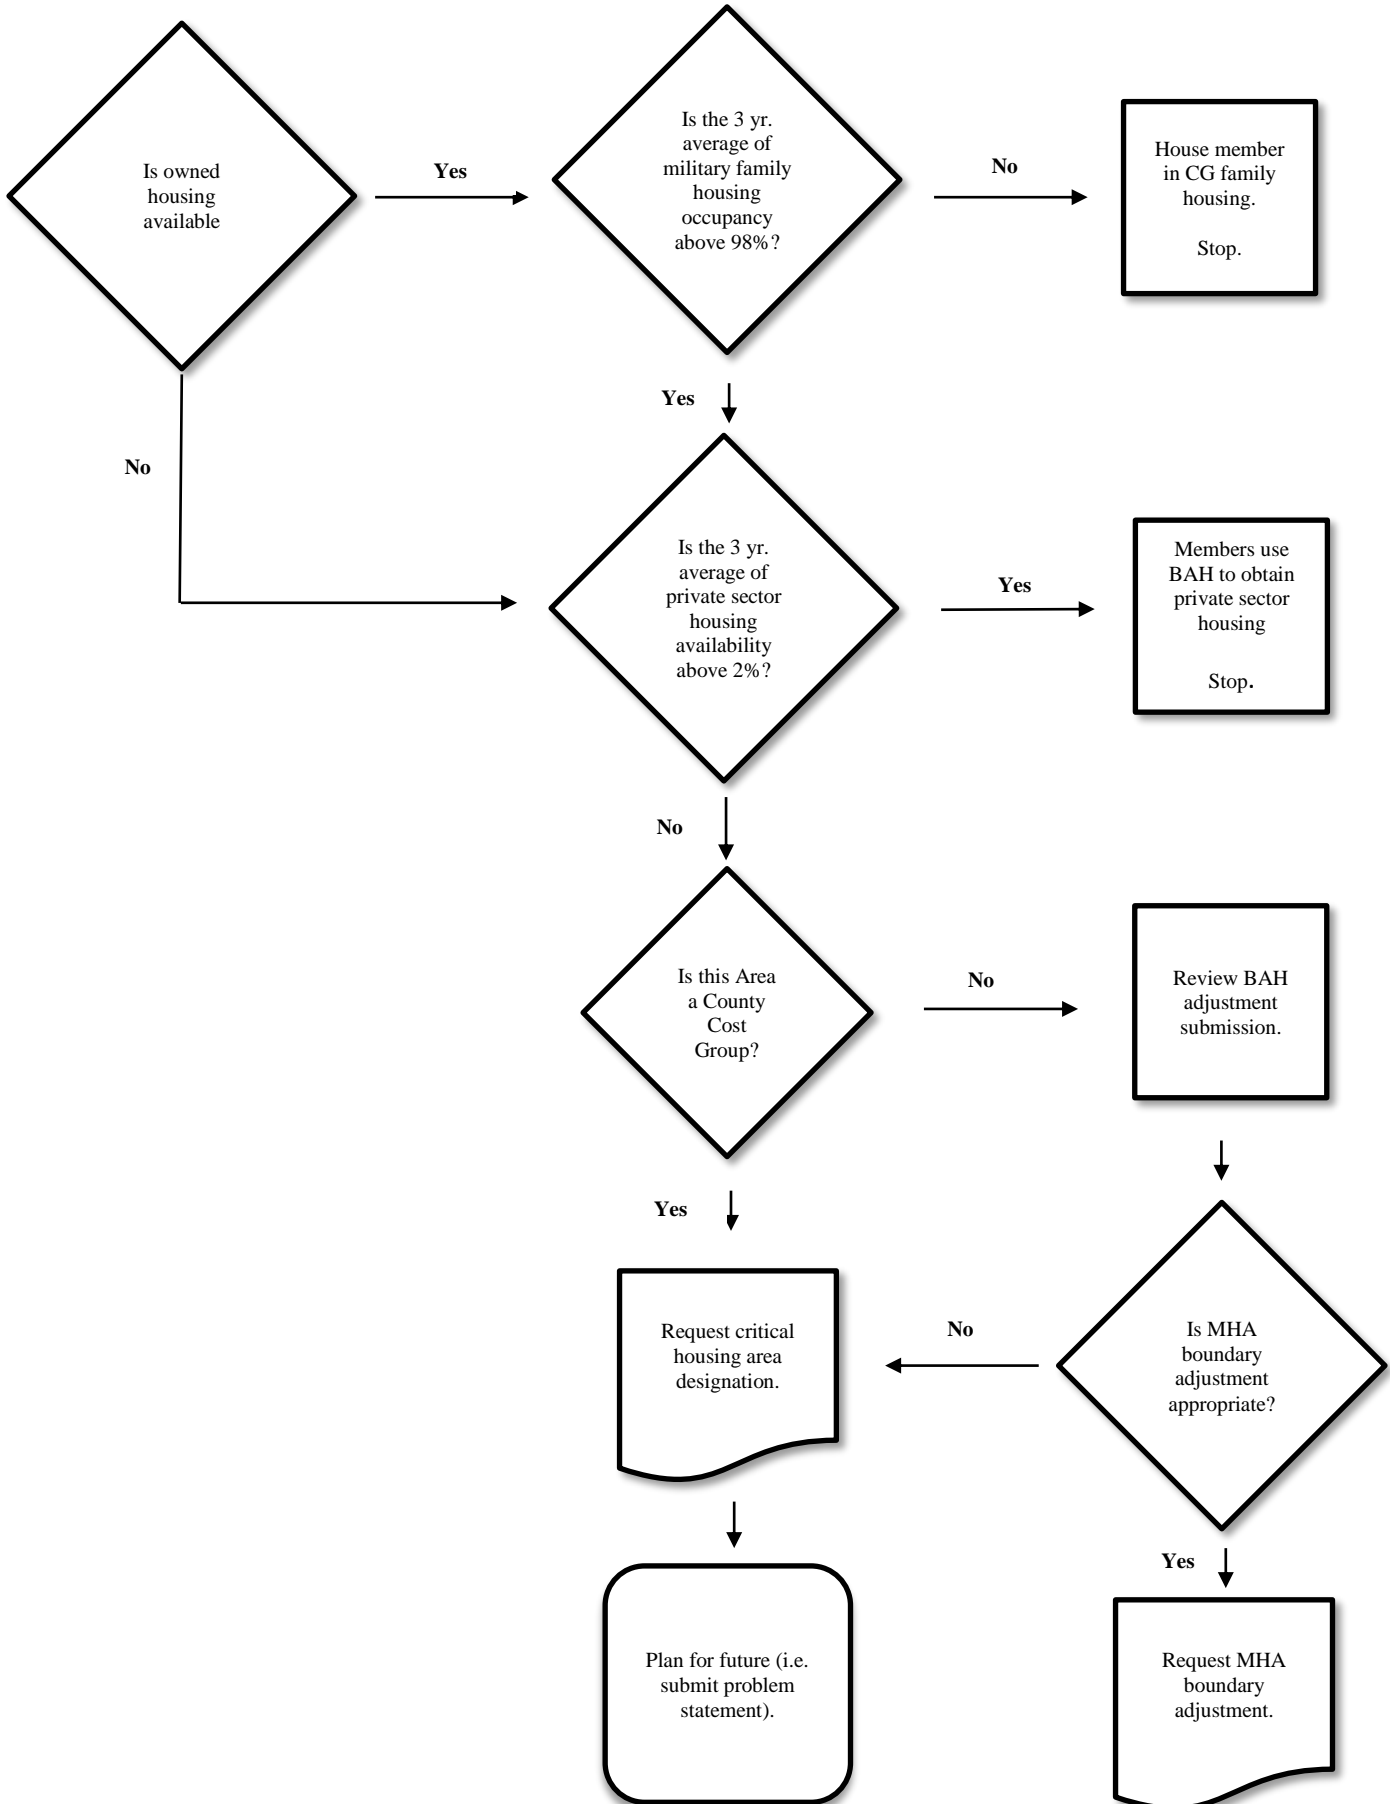 Is owned
housing
available
Yes
Is the 3 yr.
average of
military family
housing
occupancy
above 98%?
No
House member
in CG family
housing.
Stop.
Yes
No
Is the 3 yr.
average of
private sector
housing
availability
above 2%?
Yes
Members use
BAH to obtain
private sector
housing
Stop.
No
Is this Area
a County
Cost
Group?
No
Review BAH
adjustment
submission.
Yes
Request critical
housing area
designation.
No
Is MHA
boundary
adjustment
appropriate?
Yes
Plan for future (i.e.
submit problem
statement).
Request MHA
boundary
adjustment.